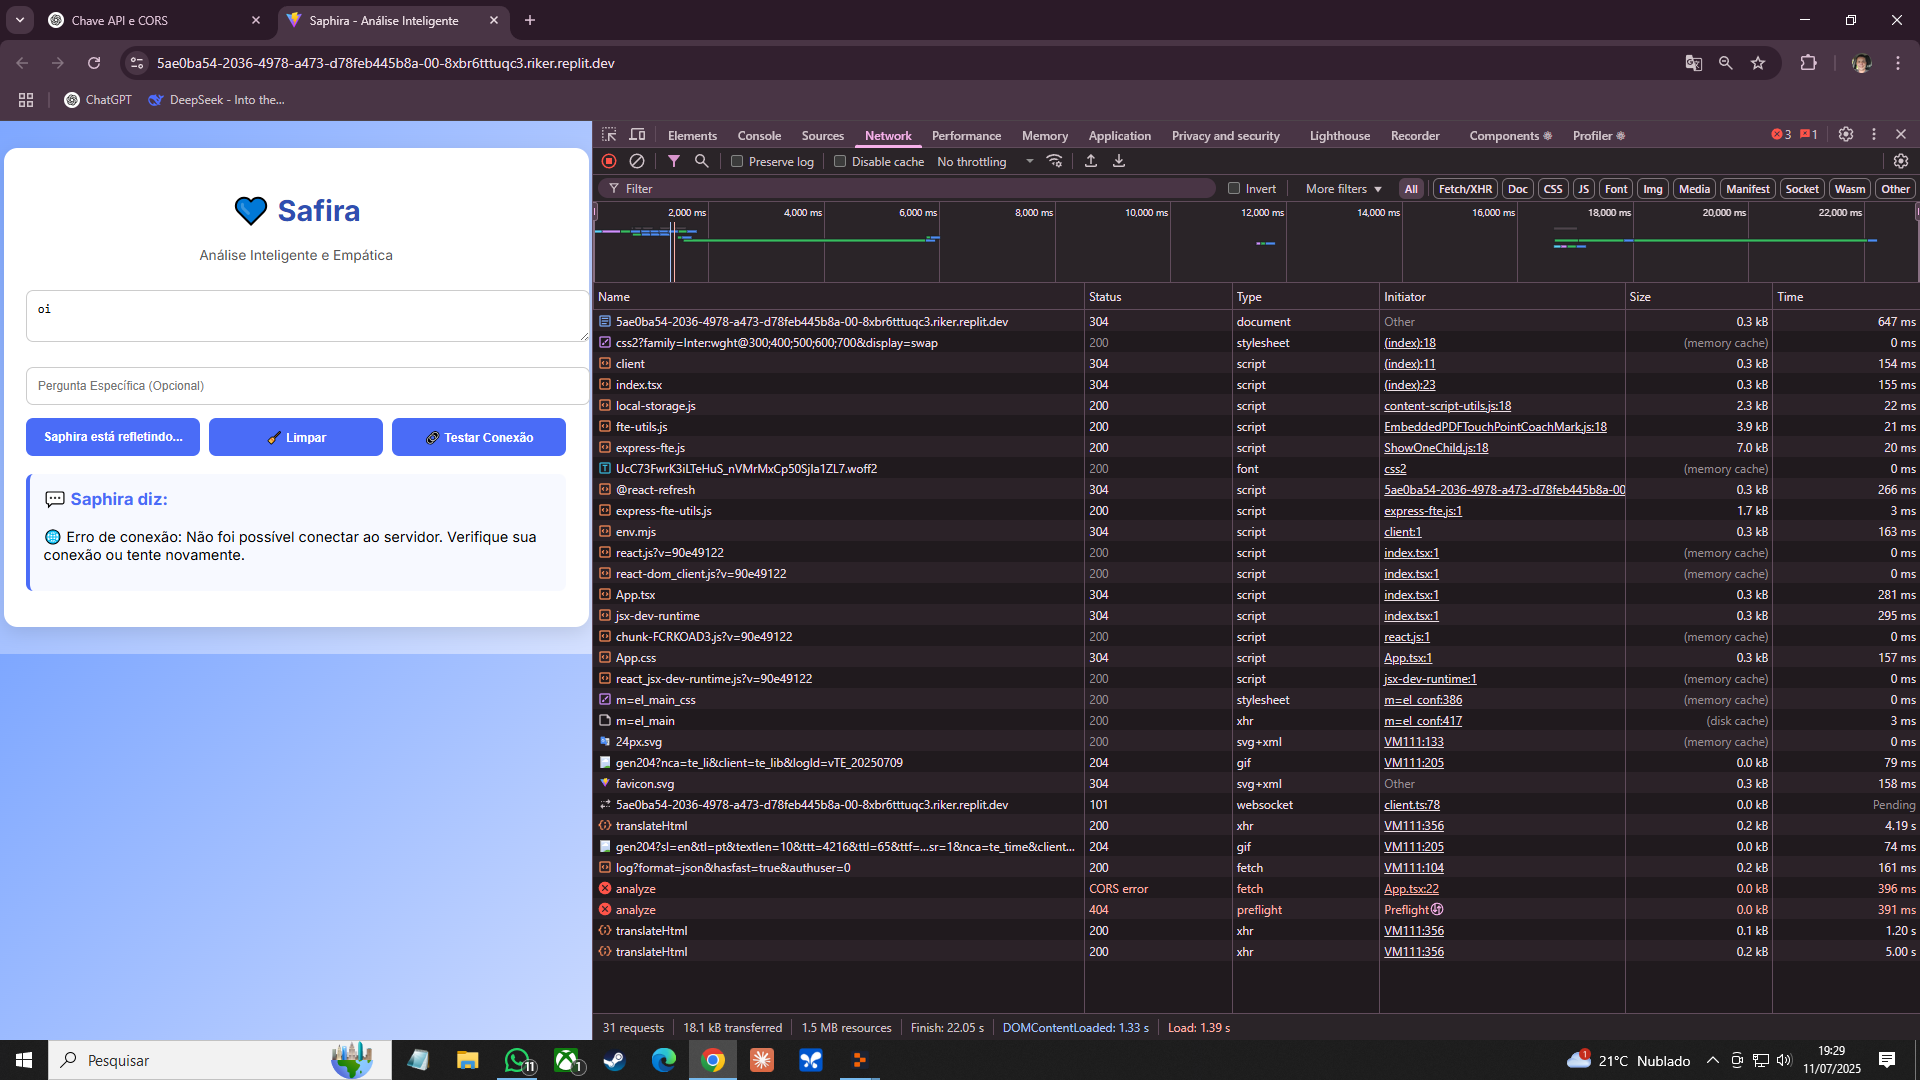 Chave API e CORS
Saphira - Análise Inteligente
5ae0ba54-2036-4978-a473-d78feb445b8a-00-8xbr6tttuqc3.riker.replit.dev
ChatGPT
DeepSeek - Into the...
Safira
Análise Inteligente e Empática
oi
Pergunta Específica (Opcional)
Saphira está refletindo...
Limpar
Testar Conexão
Saphira diz:
Erro de conexão: Não foi possível conectar ao servidor. Verifique sua
conexão ou tente novamente.
Elements Console Sources Network Performance Memory Application Privacy and security Lighthouse Recorder Components Profiler 3 1
Preserve log Disable cache No throttling
Filter Invert More filters All Fetch/XHR Doc CSS JS Font Img Media Manifest Socket Wasm Other
2,000 ms 4,000 ms 6,000 ms 8,000 ms 10,000 ms 12,000 ms 14,000 ms 16,000 ms 18,000 ms 20,000 ms 22,000 ms
Name Status Type Initiator Size Time
5ae0ba54-2036-4978-a473-d78feb445b8a-00-8xbr6tttuqc3.riker.replit.dev 304 document Other 0.3 kB 647 ms
css2?family=Inter:wght@300;400;500;600;700&display=swap 200 stylesheet (index):18 (memory cache) 0 ms
client 304 script (index):11 0.3 kB 154 ms
index.tsx 304 script (index):23 0.3 kB 155 ms
local-storage.js 200 script content-script-utils.js:18 2.3 kB 22 ms
fte-utils.js 200 script EmbeddedPDFTouchPointCoachMark.js:18 3.9 kB 21 ms
express-fte.js 200 script ShowOneChild.js:18 7.0 kB 20 ms
UcC73FwrK3iLTeHuS_nVMrMxCp50SjIa1ZL7.woff2 200 font css2 (memory cache) 0 ms
@react-refresh 304 script 5ae0ba54-2036-4978-a473-d78feb445b8a-00 0.3 kB 266 ms
express-fte-utils.js 200 script express-fte.js:1 1.7 kB 3 ms
env.mjs 304 script client:1 0.3 kB 163 ms
react.js?v=90e49122 200 script index.tsx:1 (memory cache) 0 ms
react-dom_client.js?v=90e49122 200 script index.tsx:1 (memory cache) 0 ms
App.tsx 304 script index.tsx:1 0.3 kB 281 ms
jsx-dev-runtime 304 script index.tsx:1 0.3 kB 295 ms
chunk-FCRKOAD3.js?v=90e49122 200 script react.js:1 (memory cache) 0 ms
App.css 304 script App.tsx:1 0.3 kB 157 ms
react_jsx-dev-runtime.js?v=90e49122 200 script jsx-dev-runtime:1 (memory cache) 0 ms
m=el_main_css 200 stylesheet m=el_conf:386 (memory cache) 0 ms
m=el_main 200 xhr m=el_conf:417 (disk cache) 3 ms
24px.svg 200 svg+xml VM111:133 (memory cache) 0 ms
gen204?nca=te_li&client=te_lib&logId=vTE_20250709 204 gif VM111:205 0.0 kB 79 ms
favicon.svg 304 svg+xml Other 0.3 kB 158 ms
5ae0ba54-2036-4978-a473-d78feb445b8a-00-8xbr6tttuqc3.riker.replit.dev 101 websocket client.ts:78 0.0 kB Pending
translateHtml 200 xhr VM111:356 0.2 kB 4.19 s
gen204?sl=en&tl=pt&textlen=10&ttt=4216&ttl=65&ttf=...sr=1&nca=te_time&client... 204 gif VM111:205 0.0 kB 74 ms
log?format=json&hasfast=true&authuser=0 200 fetch VM111:104 0.2 kB 161 ms
analyze CORS error fetch App.tsx:22 0.0 kB 396 ms
analyze 404 preflight Preflight 0.0 kB 391 ms
translateHtml 200 xhr VM111:356 0.1 kB 1.20 s
translateHtml 200 xhr VM111:356 0.2 kB 5.00 s
31 requests 18.1 kB transferred 1.5 MB resources Finish: 22.05 s DOMContentLoaded: 1.33 s Load: 1.39 s
Pesquisar
11
1
1
21°C Nublado
19:29
11/07/2025